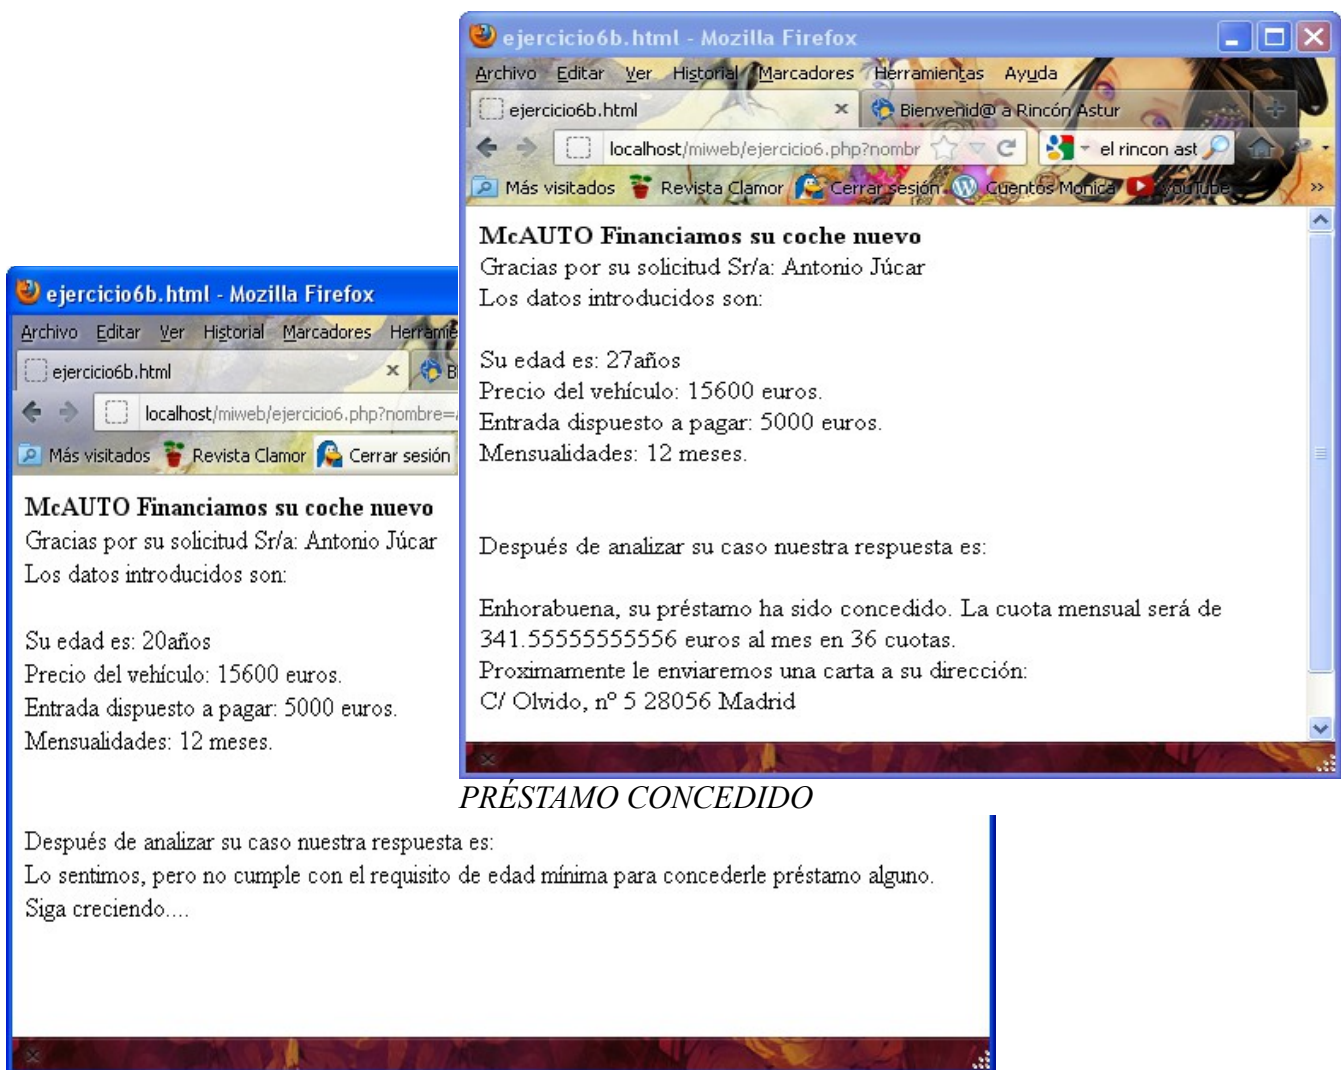 ejercicio6b.html - Mozilla Firefox
Archivo Editar Ver Historial Marcadores Herramientas Ayuda
ejercicio6b.html
Bienvenid@ a Rincón Astur
localhost/miweb/ejercicio6.php?nombr
el rincon ast
Más visitados Revista Clamor Cerrar sesión Cuentos Monica YouTube
McAUTO Financiamos su coche nuevo
Gracias por su solicitud Sr/a: Antonio Júcar
Los datos introducidos son:
Su edad es: 27años
Precio del vehículo: 15600 euros.
Entrada dispuesto a pagar: 5000 euros.
Mensualidades: 12 meses.
Después de analizar su caso nuestra respuesta es:
Enhorabuena, su préstamo ha sido concedido. La cuota mensual será de
341.55555555556 euros al mes en 36 cuotas.
Proximamente le enviaremos una carta a su dirección:
C/ Olvido, nº 5 28056 Madrid
PRÉSTAMO CONCEDIDO
ejercicio6b.html - Mozilla Firefox
Archivo Editar Ver Historial Marcadores Herramie
ejercicio6b.html
B
localhost/miweb/ejercicio6.php?nombre=
Más visitados Revista Clamor Cerrar sesión
McAUTO Financiamos su coche nuevo
Gracias por su solicitud Sr/a: Antonio Júcar
Los datos introducidos son:
Su edad es: 20años
Precio del vehículo: 15600 euros.
Entrada dispuesto a pagar: 5000 euros.
Mensualidades: 12 meses.
Después de analizar su caso nuestra respuesta es:
Lo sentimos, pero no cumple con el requisito de edad mínima para concederle préstamo alguno.
Siga creciendo....